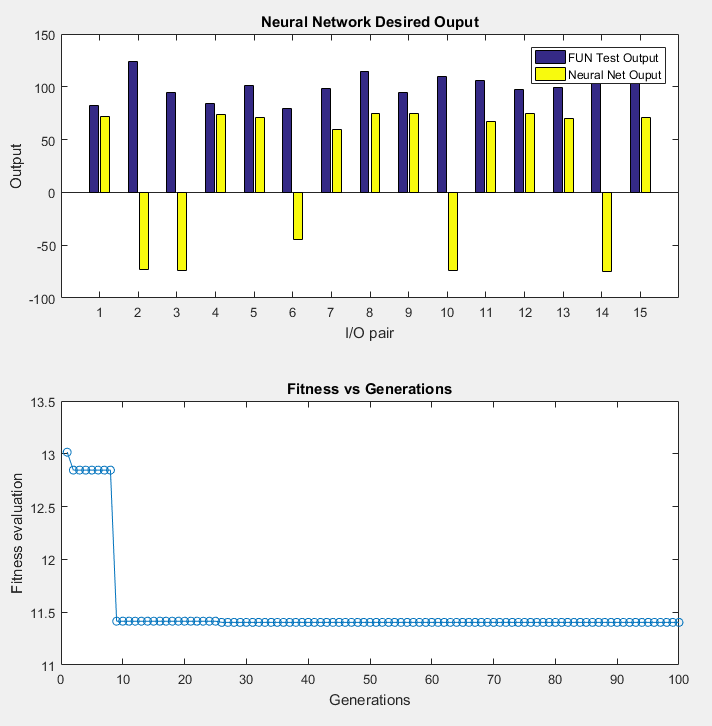 Neural Network Desired Ouput
150
100
50
0
-50
-100
Output
FUN Test Output
Neural Net Ouput
1 2 3 4 5 6 7 8 9 10 11 12 13 14 15
I/O pair
Fitness vs Generations
13.5
13
12.5
12
11.5
11
Fitness evaluation
0 10 20 30 40 50 60 70 80 90 100
Generations